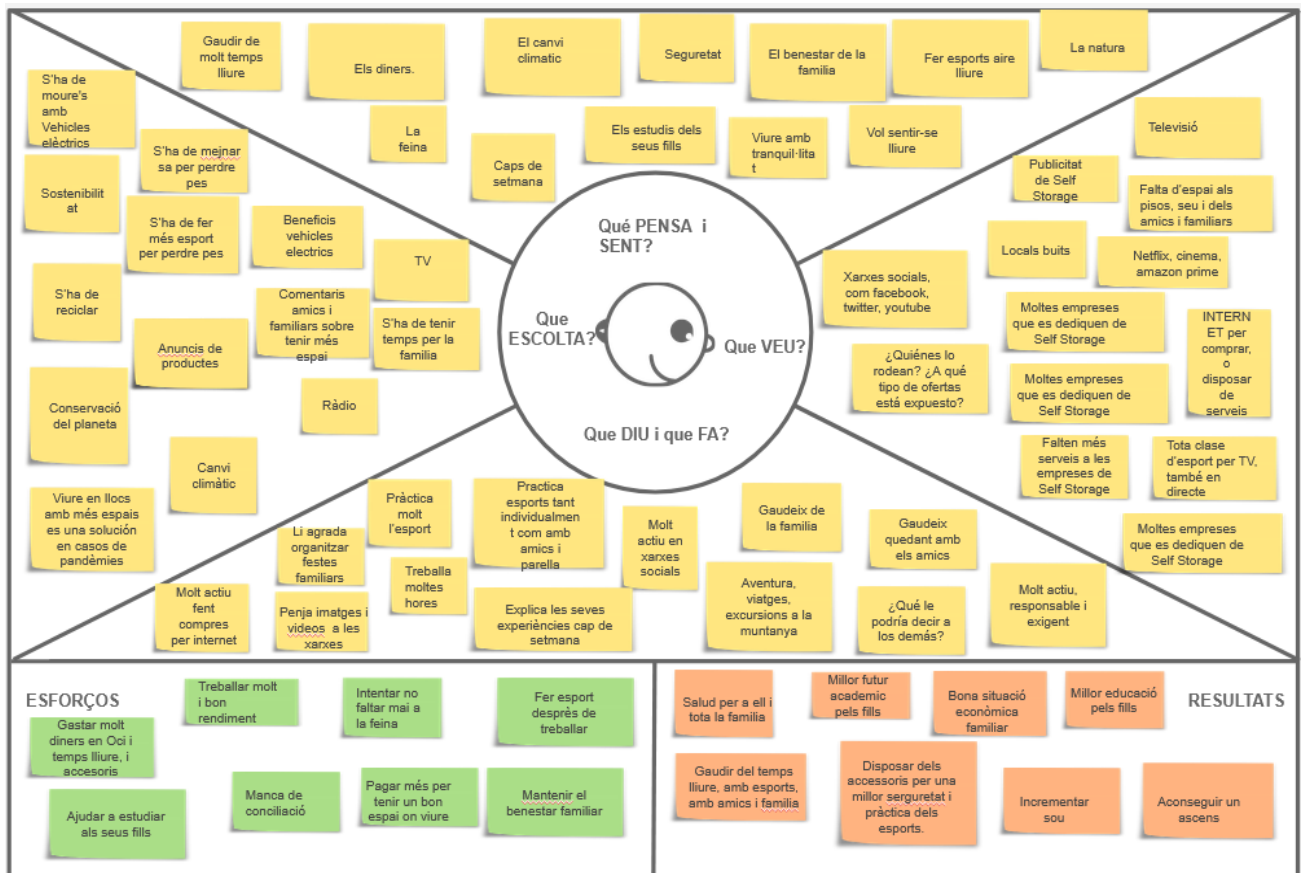 Gaudir de
molt temps
lliure
Els diners.
El canvi
climatic
Seguretat
El benestar de la
familia
Fer esports aire
lliure
La natura
La
feina
Caps de
setmana
Els estudis dels
seus fills
Viure amb
tranquil·lita
t
Vol sentir-se
lliure
S'ha de
moure's
amb
Vehicles
elèctrics
S'ha de mejnar
sa per perdre
pes
Sostenibilit
at
S'ha de fer
més esport
per perdre pes
Beneficis
vehicles
electrics
TV
S'ha de
reciclar
Comentaris
amics i
familiars sobre
tenir més
espai
S'ha de tenir
temps per la
familia
Anuncis de
productes
Ràdio
Conservació
del planeta
Canvi
climàtic
Viure en llocs
amb més espais
es una solución
en casos de
pandèmies
Qué PENSA i
SENT?
Que
ESCOLTA?
Que VEU?
Que DIU i que FA?
Televisió
Publicitat
de Self
Storage
Falta d'espai als
pisos, seu i dels
amics i familiars
Locals buits
Netflix, cinema,
amazon prime
Xarxes socials,
com facebook,
twitter, youtube
Moltes empreses
que es dediquen de
Self Storage
INTERN
ET per
comprar,
o
disposar
de
serveis
¿Quiénes lo
rodean? ¿A qué
tipo de ofertas
está expuesto?
Moltes empreses
que es dediquen de
Self Storage
Falten més
serveis a les
empreses de
Self Storage
Tota clase
d'esport per TV,
també en
directe
Moltes empreses
que es dediquen de
Self Storage
Pràctica
molt
l'esport
Practica
esports tant
individualmen
t com amb
amics i
parella
Molt
actiu en
xarxes
socials
Gaudeix de
la familia
Gaudeix
quedant amb
els amics
Li agrada
organitzar
festes
familiars
Treballa
moltes
hores
Molt actiu
fent
compres
per internet
Penja imatges i
videos a les
xarxes
Explica les seves
experiències cap de
setmana
Aventura,
viatges,
excursions a la
muntanya
¿Qué le
podría decir a
los demás?
Molt actiu,
responsable i
exigent
ESFORÇOS
Treballar molt
i bon
rendiment
Intentar no
faltar mai a
la feina
Fer esport
desprès de
treballar
Gastar molt
diners en Oci i
temps lliure, i
accesoris
Ajudar a estudiar
als seus fills
Manca de
conciliació
Pagar més per
tenir un bon
espai on viure
Mantenir el
benestar familiar
RESULTATS
Salud per a ell i
tota la familia
Millor futur
academic
pels fills
Bona situació
econòmica
familiar
Millor educació
pels fills
Gaudir del temps
lliure, amb esports,
amb amics i familia
Disposar dels
accessoris per una
millor serguretat i
pràctica dels
esports.
Incrementar
sou
Aconseguir un
ascens